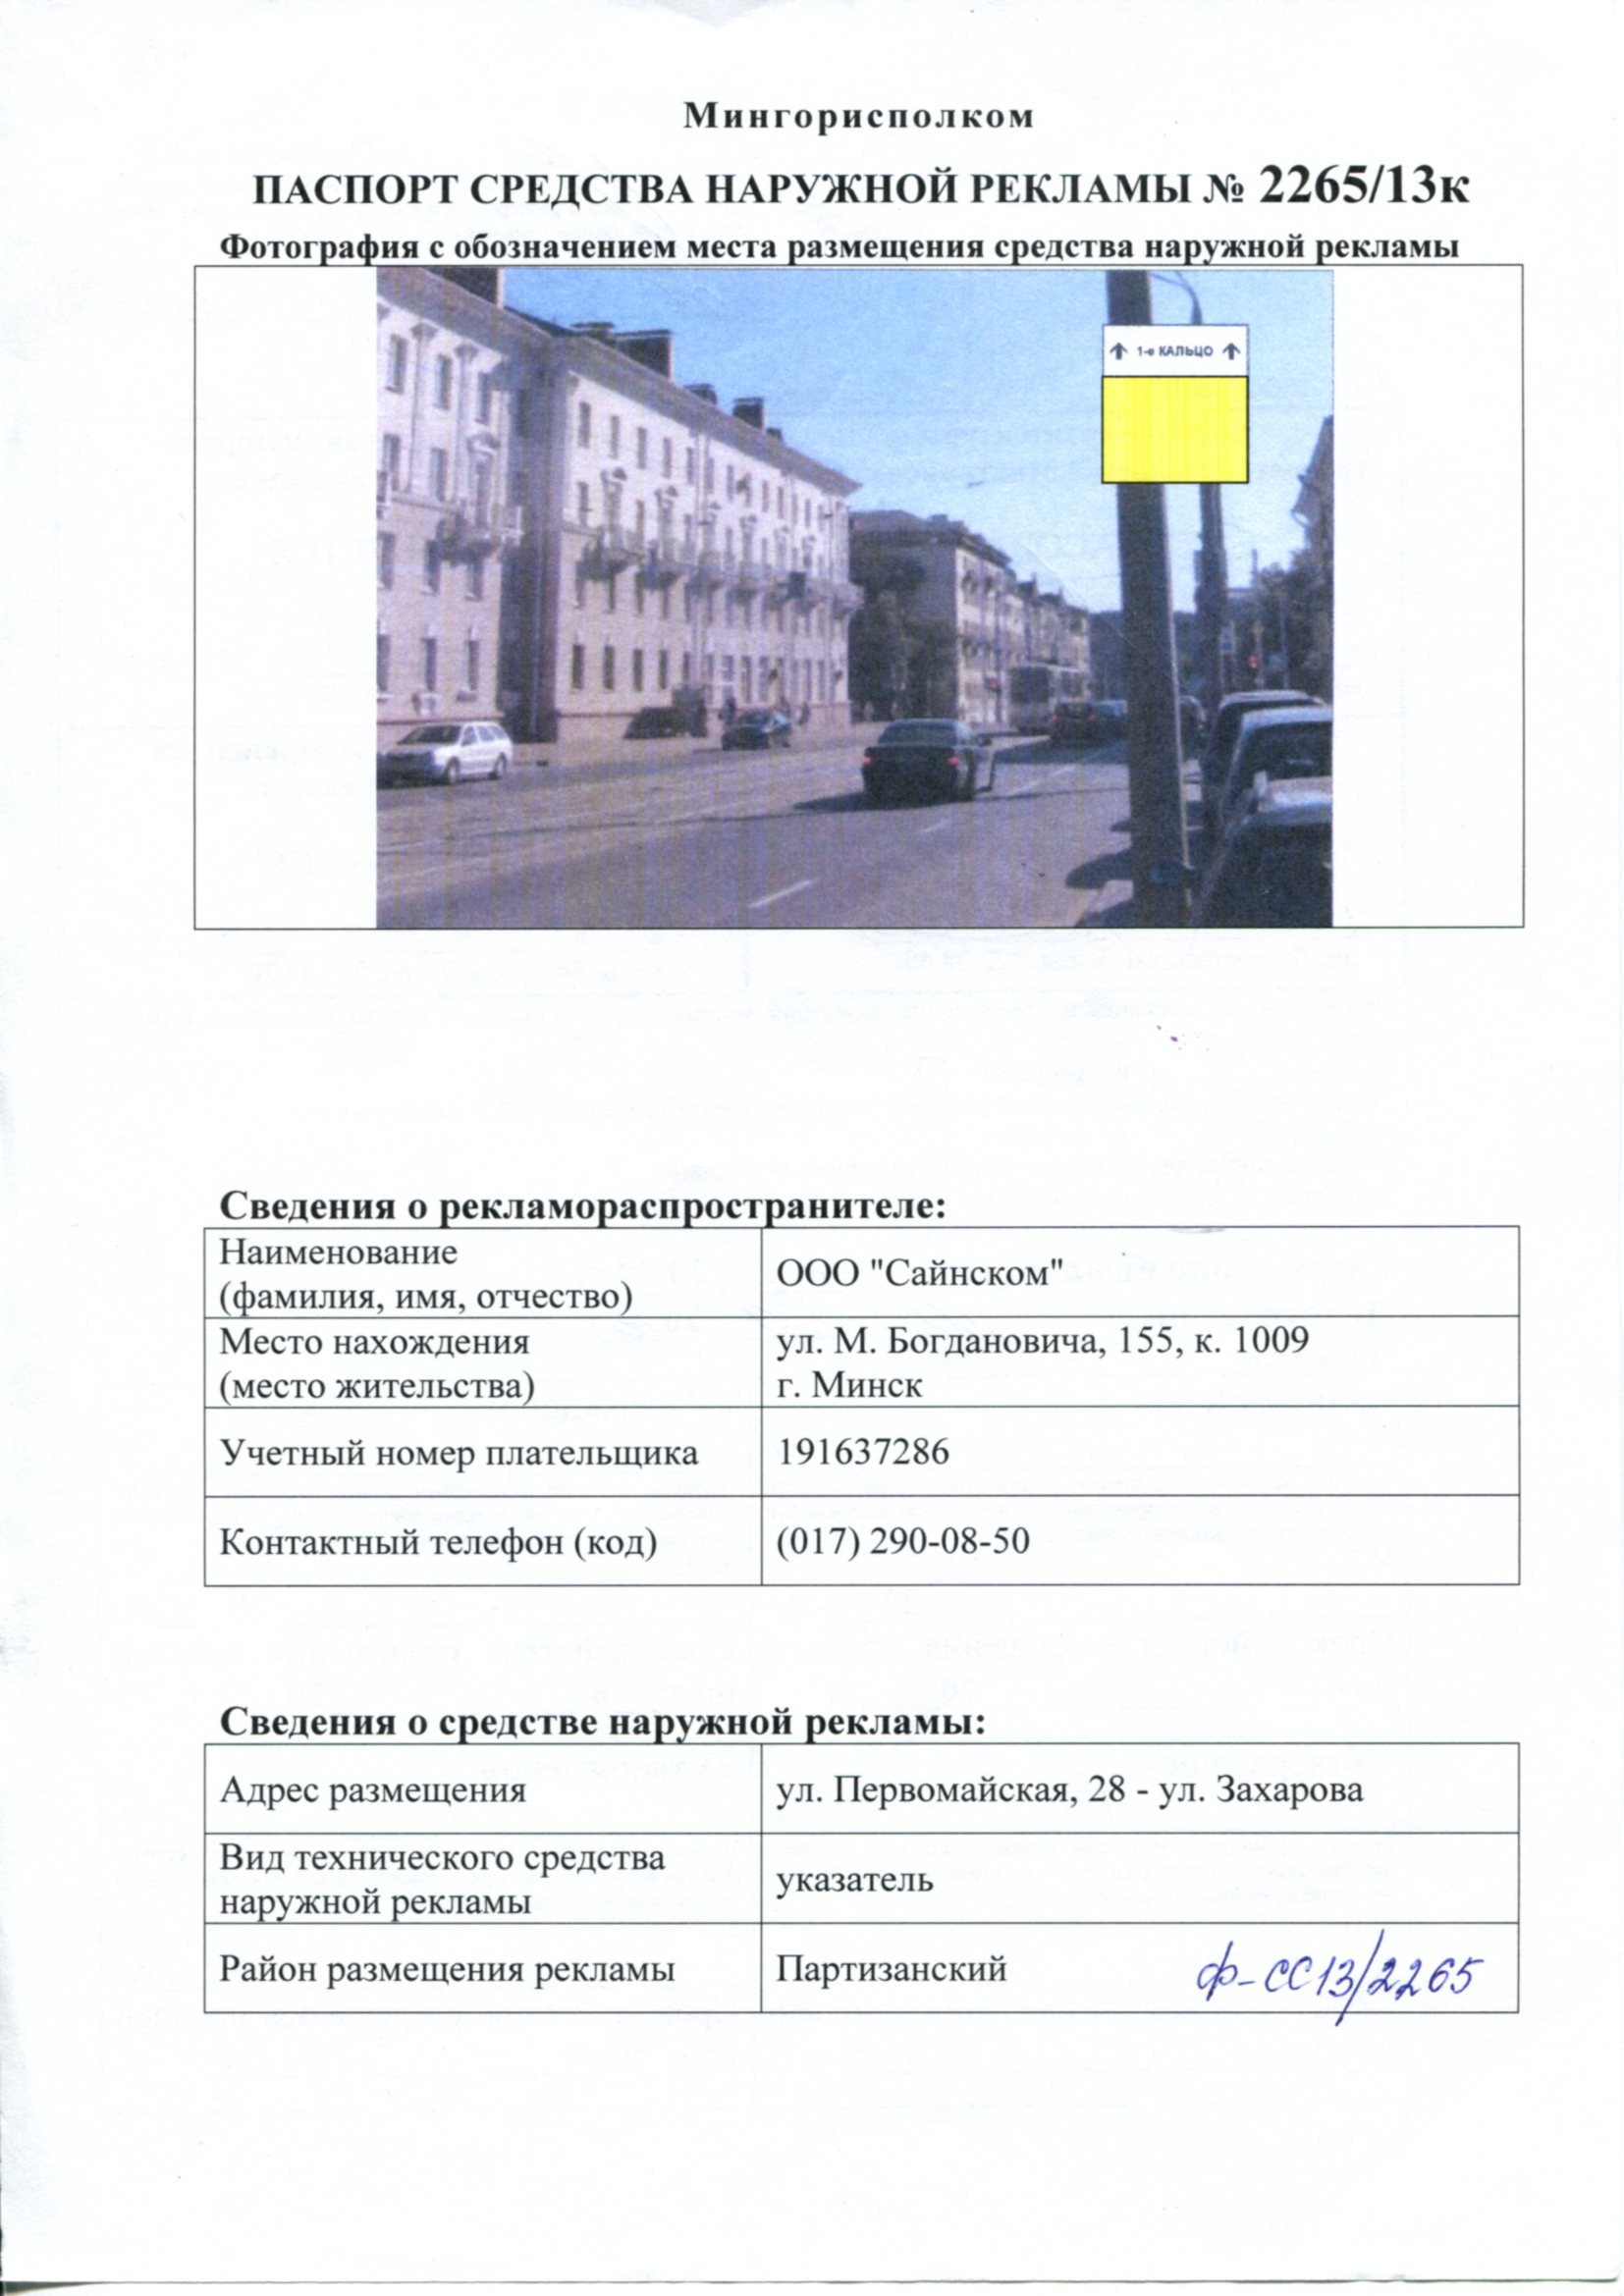 Мингорисполком
ПАСПОРТ СРЕДСТВА НАРУЖНОЙ РЕКЛАМЫ № 2265/13к
Фотография с обозначением места размещения средства наружной рекламы
1-е КАЛЬЦО
Сведения о рекламораспространителе:
Наименование
(фамилия, имя, отчество)
ООО "Сайнском"
Место нахождения
(место жительства)
ул. М. Богдановича, 155, к. 1009
г. Минск
Учетный номер плательщика
191637286
Контактный телефон (код)
(017) 290-08-50
Сведения о средстве наружной рекламы:
Адрес размещения
ул. Первомайская, 28 - ул. Захарова
Вид технического средства
наружной рекламы
указатель
Район размещения рекламы
Партизанский
ф-СС13/2265